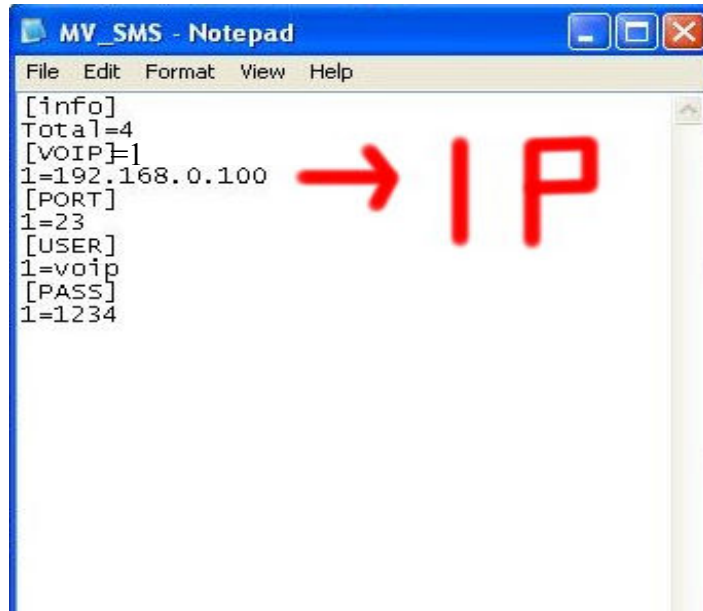 MV_SMS - Notepad
File Edit Format View Help
[info]
Total=4
[VOIP]=1
1=192.168.0.100 → IP
[PORT]
1=23
[USER]
1=voip
[PASS]
1=1234